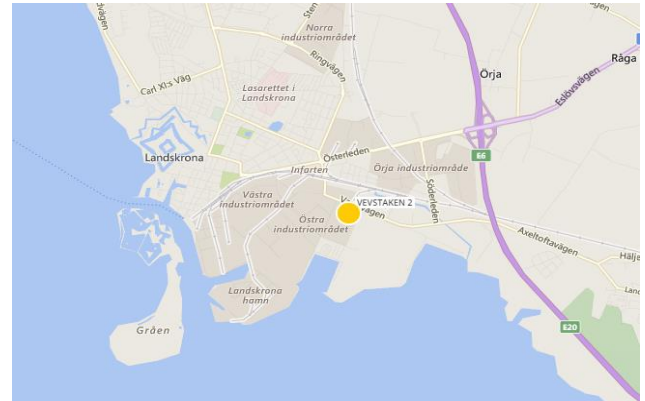 Norra
industriområdet
Ringvägen
Carl XI:s Väg
Lasarettet i
Landskrona
Örja
Råga
Eslövsvägen
Landskrona
Österleden
E6
Infarten
Örja industriområde
Västra
industriområdet
Söderleden
VEVSTAKEN 2
Östra
industriområdet
Axeltoftavägen
Landskrona
hamn
Gråen
E20